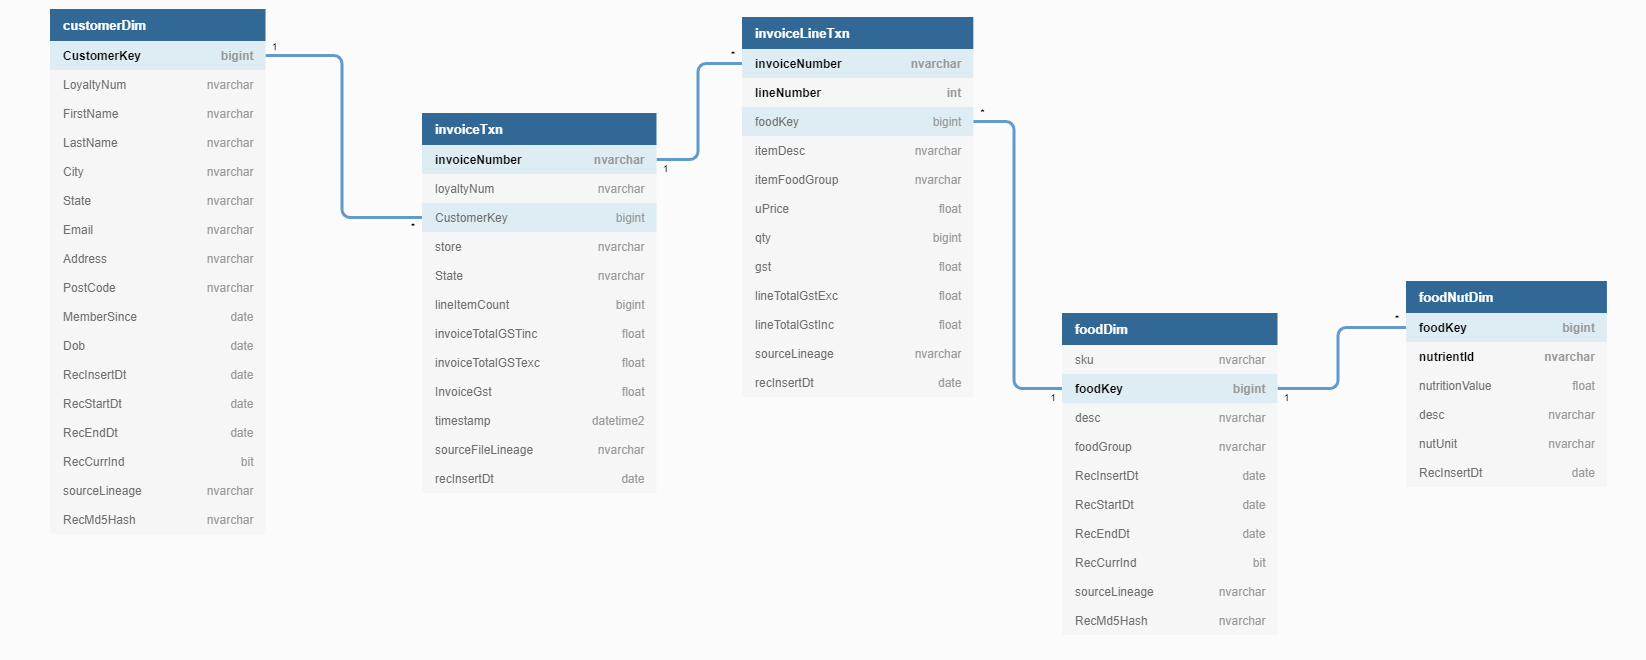 customerDim
CustomerKey bigint
LoyaltyNum nvarchar
FirstName nvarchar
LastName nvarchar
City nvarchar
State nvarchar
Email nvarchar
Address nvarchar
PostCode nvarchar
MemberSince date
Dob date
RecInsertDt date
RecStartDt date
RecEndDt date
RecCurrInd bit
sourceLineage nvarchar
RecMd5Hash nvarchar
1
*
invoiceTxn
invoiceNumber nvarchar
loyaltyNum nvarchar
CustomerKey bigint
store nvarchar
State nvarchar
lineItemCount bigint
invoiceTotalGSTinc float
invoiceTotalGSTexc float
InvoiceGst float
timestamp datetime2
sourceFileLineage nvarchar
recInsertDt date
1
*
invoiceLineTxn
invoiceNumber nvarchar
lineNumber int
foodKey bigint
itemDesc nvarchar
itemFoodGroup nvarchar
uPrice float
qty bigint
gst float
lineTotalGstExc float
lineTotalGstInc float
sourceLineage nvarchar
recInsertDt date
*
1
foodDim
sku nvarchar
foodKey bigint
desc nvarchar
foodGroup nvarchar
RecInsertDt date
RecStartDt date
RecEndDt date
RecCurrInd bit
sourceLineage nvarchar
RecMd5Hash nvarchar
1
*
foodNutDim
foodKey bigint
nutrientId nvarchar
nutritionValue float
desc nvarchar
nutUnit nvarchar
RecInsertDt date